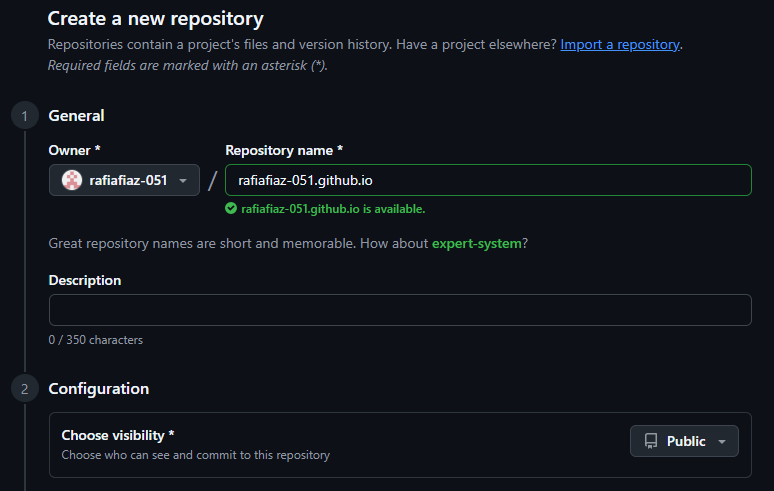 Create a new repository
Repositories contain a project's files and version history. Have a project elsewhere? Import a repository.
Required fields are marked with an asterisk (*).
1 General
Owner * Repository name *
rafiafiaz-051 / rafiafiaz-051.github.io
rafiafiaz-051.github.io is available.
Great repository names are short and memorable. How about expert-system?
Description
0 / 350 characters
2 Configuration
Choose visibility *
Public
Choose who can see and commit to this repository